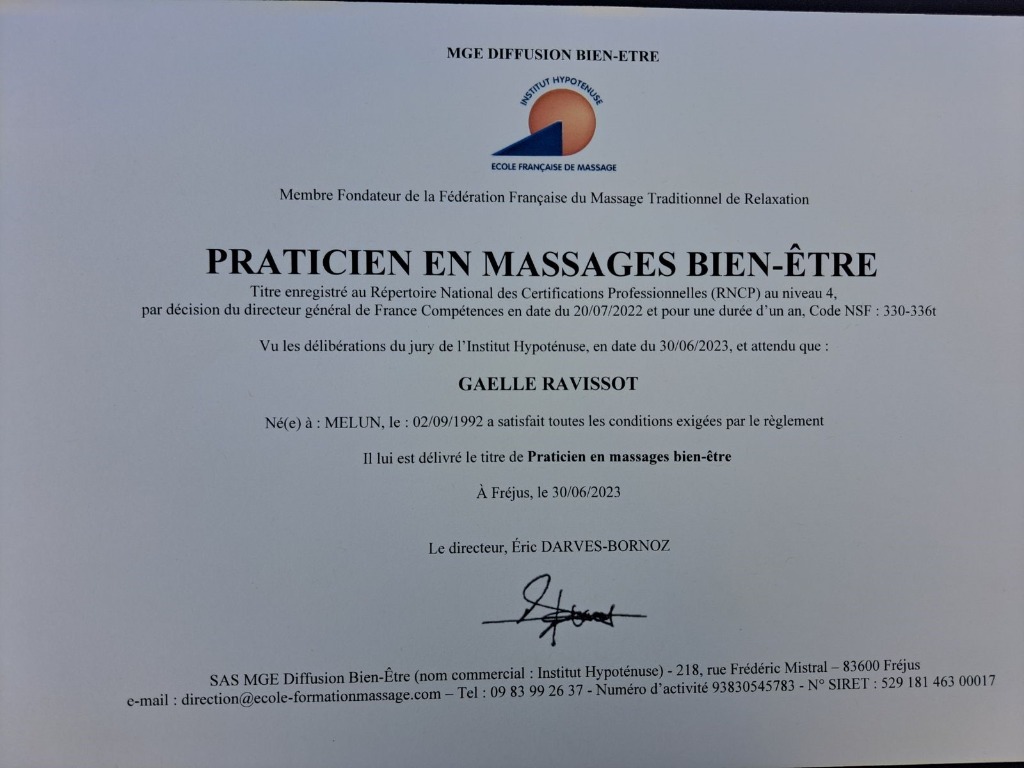 MGE DIFFUSION BIEN-ETRE
INSTITUT HYPOTENUSE
ECOLE FRANÇAISE DE MASSAGE
Membre Fondateur de la Fédération Française du Massage Traditionnel de Relaxation
PRATICIEN EN MASSAGES BIEN-ÊTRE
Titre enregistré au Répertoire National des Certifications Professionnelles (RNCP) au niveau 4,
par décision du directeur général de France Compétences en date du 20/07/2022 et pour une durée d'un an, Code NSF : 330-336t
Vu les délibérations du jury de l'Institut Hypoténuse, en date du 30/06/2023, et attendu que :
GAELLE RAVISSOT
Né(e) à : MELUN, le : 02/09/1992 a satisfait toutes les conditions exigées par le règlement
Il lui est délivré le titre de Praticien en massages bien-être
À Fréjus, le 30/06/2023
Le directeur, Éric DARVES-BORNOZ
SAS MGE Diffusion Bien-Être (nom commercial : Institut Hypoténuse) - 218, rue Frédéric Mistral – 83600 Fréjus
e-mail : direction@ecole-formationmassage.com – Tel : 09 83 99 26 37 - Numéro d'activité 93830545783 - N° SIRET : 529 181 463 00017